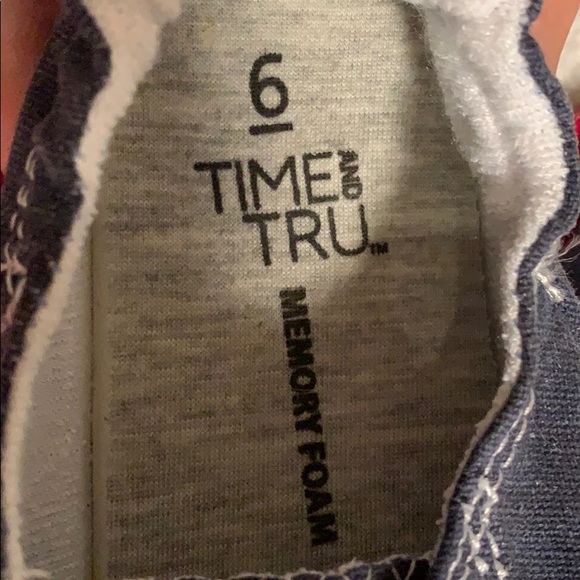 6
TIME AND
TRU™
MEMORY FOAM